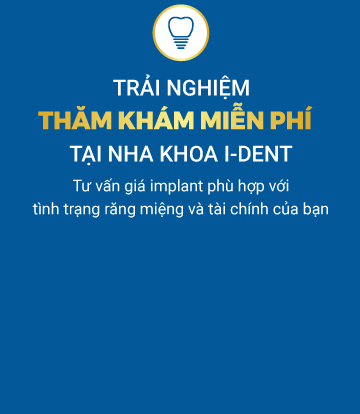 TRẢI NGHIỆM
THĂM KHÁM MIỄN PHÍ
TẠI NHA KHOA I-DENT
Tư vấn giá implant phù hợp với
tình trạng răng miệng và tài chính của bạn